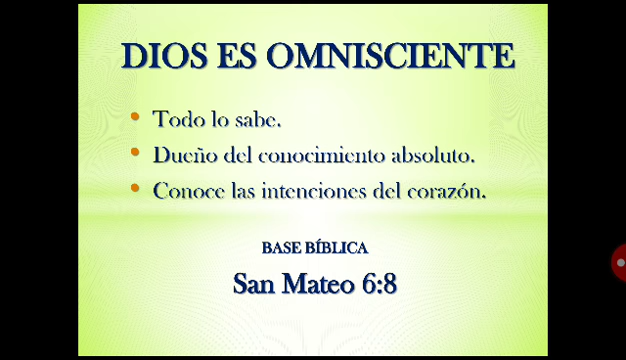 DIOS ES OMNISCIENTE
• Todo lo sabe.
• Dueño del conocimiento absoluto.
• Conoce las intenciones del corazón.
BASE BÍBLICA
San Mateo 6:8